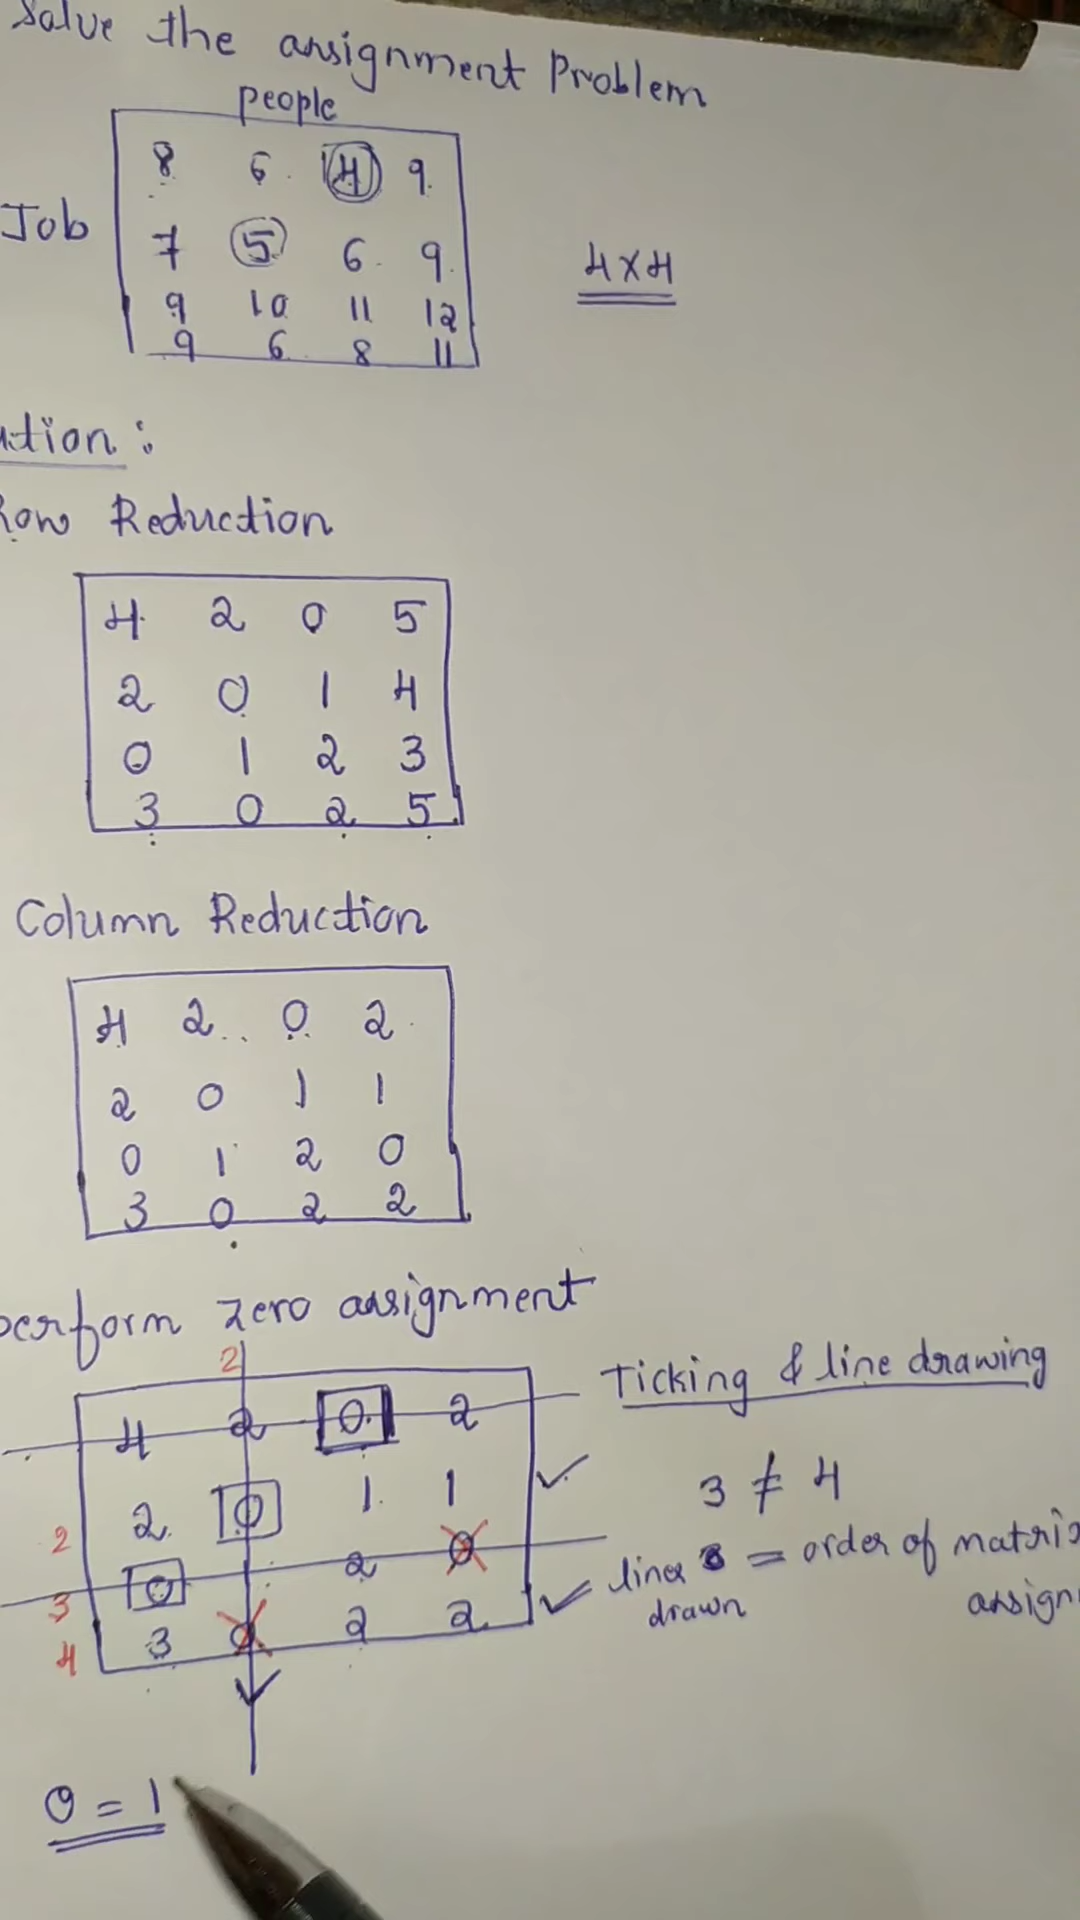 Solve the assignment Problem
people
8 6 4 9
Job
7 5 6 9
4×4
9 10 11 12
9 6 8 11
ution:
Row Reduction
4 2 0 5
2 0 1 4
0 1 2 3
3 0 2 5
Column Reduction
4 2 0 2
2 0 1 1
0 1 2 0
3 0 2 2
perform zero assignment
2
Ticking & line drawing
4 2 0 2
3 ≠ 4
2 0 1 1
2
0 2 0
line = order of matrix
3
drawn assign
3 0 2 2
4
θ = 1